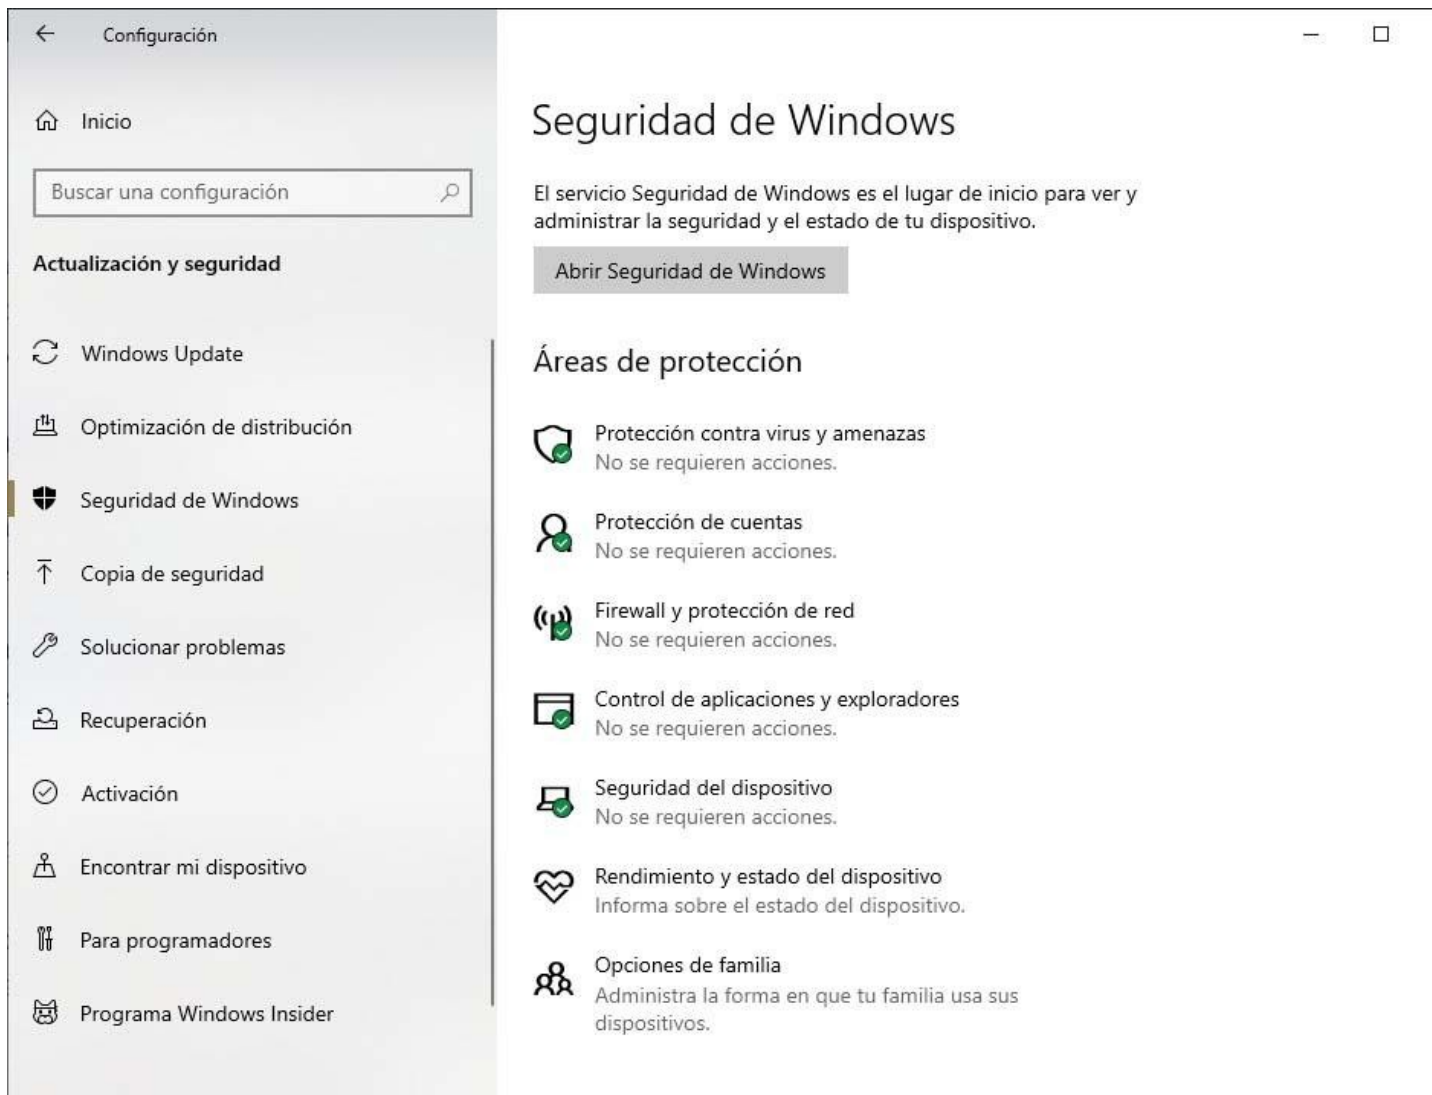 Configuración
Inicio
Buscar una configuración
Actualización y seguridad
Windows Update
Optimización de distribución
Seguridad de Windows
Copia de seguridad
Solucionar problemas
Recuperación
Activación
Encontrar mi dispositivo
Para programadores
Programa Windows Insider
Seguridad de Windows
El servicio Seguridad de Windows es el lugar de inicio para ver y
administrar la seguridad y el estado de tu dispositivo.
Abrir Seguridad de Windows
Áreas de protección
Protección contra virus y amenazas
No se requieren acciones.
Protección de cuentas
No se requieren acciones.
Firewall y protección de red
No se requieren acciones.
Control de aplicaciones y exploradores
No se requieren acciones.
Seguridad del dispositivo
No se requieren acciones.
Rendimiento y estado del dispositivo
Informa sobre el estado del dispositivo.
Opciones de familia
Administra la forma en que tu familia usa sus
dispositivos.